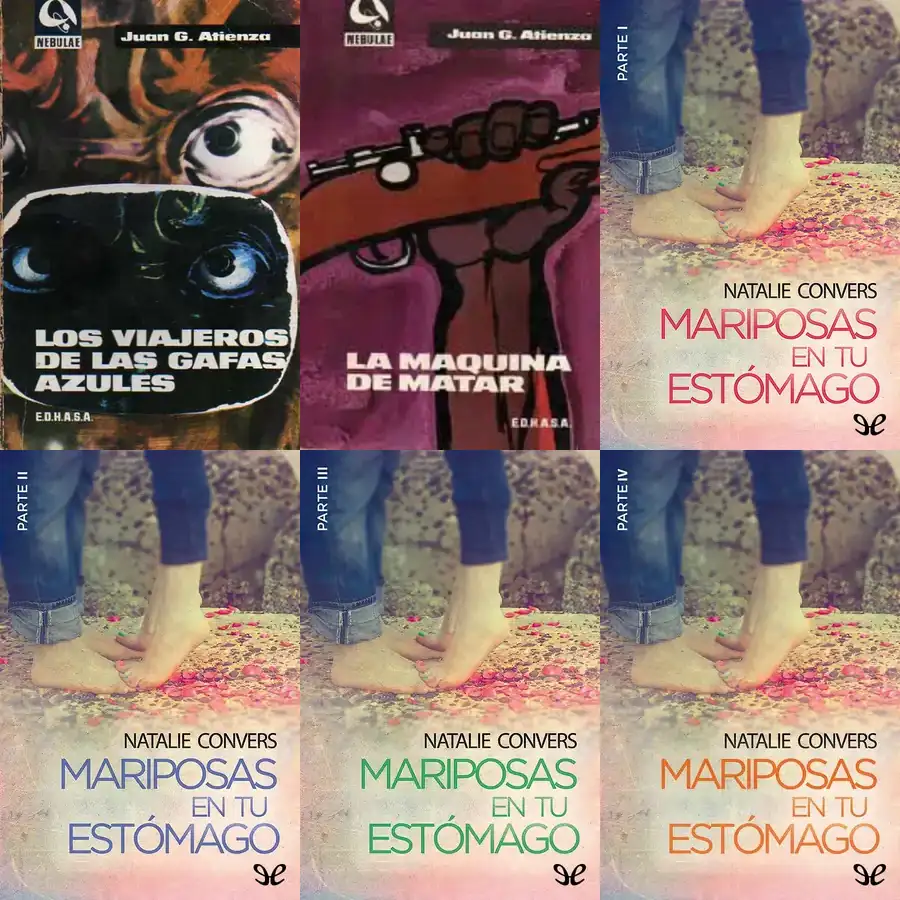 NEBULAE
Juan G. Atienza
LOS VIAJEROS
DE LAS GAFAS
AZULES
E.D.H.A.S.A.
NEBULAE
Juan G. Atienza
LA MAQUINA
DE MATAR
E.D.H.A.S.A.
PARTE I
NATALIE CONVERS
MARIPOSAS
EN TU
ESTÓMAGO
PARTE II
NATALIE CONVERS
MARIPOSAS
EN TU
ESTÓMAGO
PARTE III
NATALIE CONVERS
MARIPOSAS
EN TU
ESTÓMAGO
PARTE IV
NATALIE CONVERS
MARIPOSAS
EN TU
ESTÓMAGO